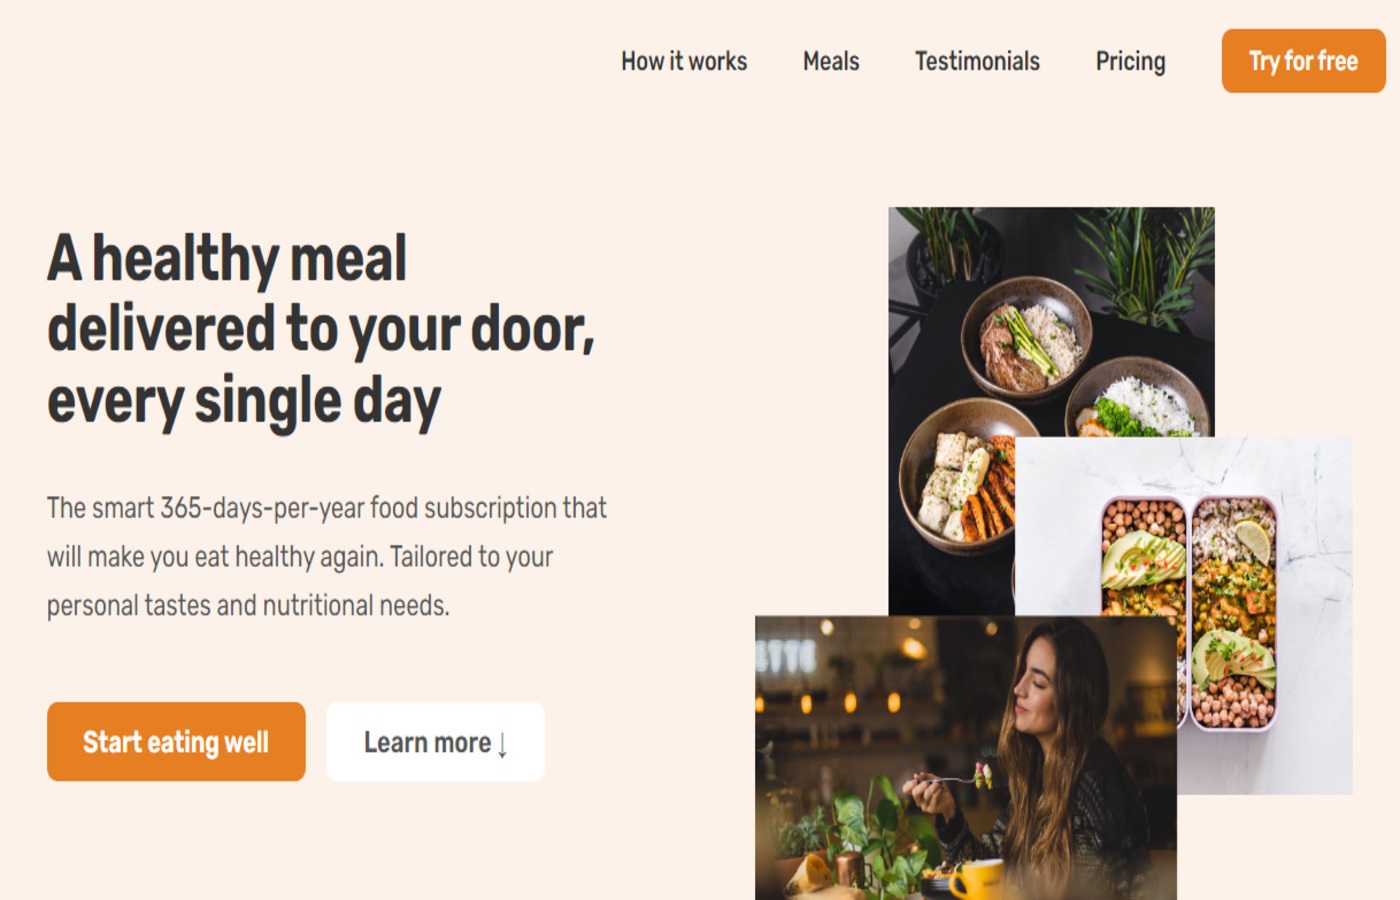 How it works
Meals
Testimonials
Pricing
Try for free
A healthy meal
delivered to your door,
every single day
The smart 365-days-per-year food subscription that
will make you eat healthy again. Tailored to your
personal tastes and nutritional needs.
Start eating well
Learn more ↓